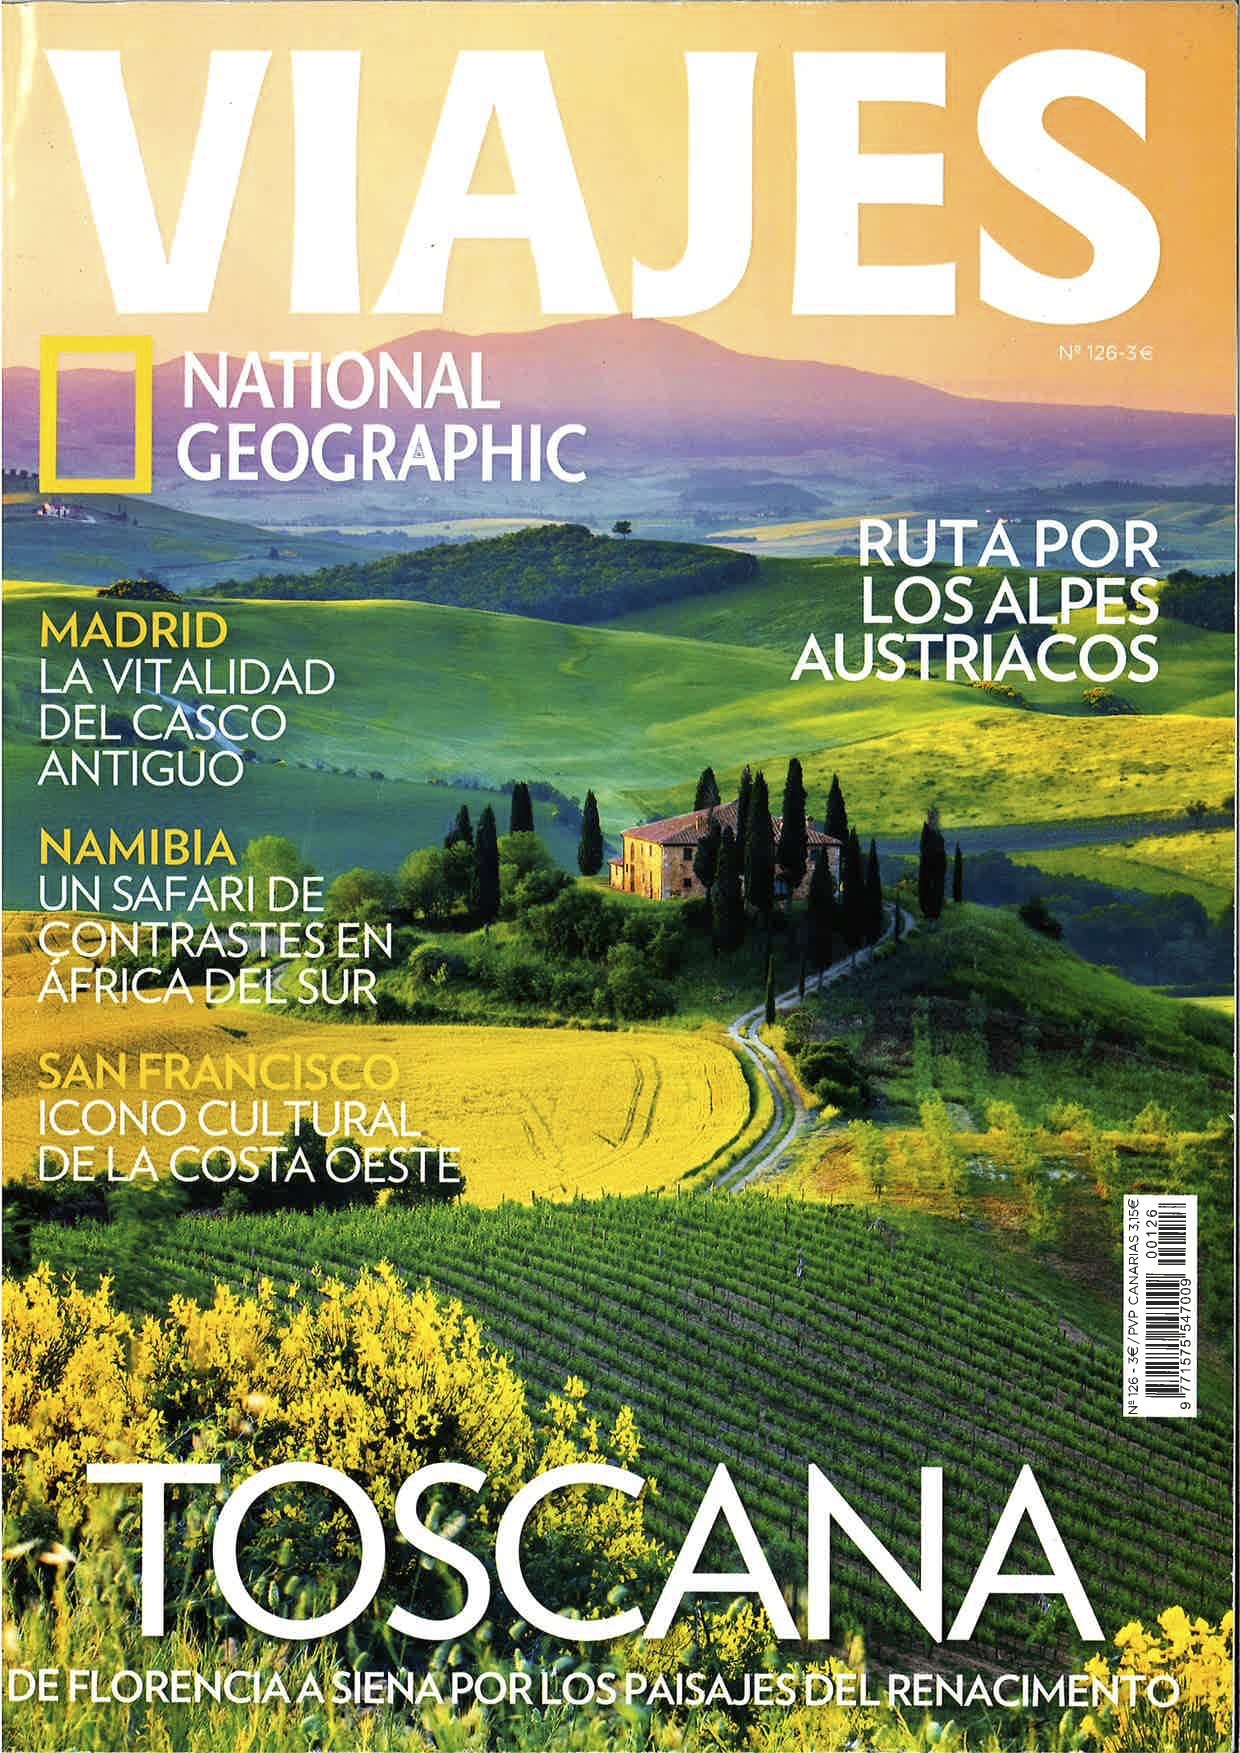 VIAJES
Nº 126-3 €
NATIONAL
GEOGRAPHIC
RUTA POR
LOS ALPES
AUSTRIACOS
MADRID
LA VITALIDAD
DEL CASCO
ANTIGUO
NAMIBIA
UN SAFARI DE
CONTRASTES EN
ÁFRICA DEL SUR
SAN FRANCISCO
ICONO CULTURAL
DE LA COSTA OESTE
Nº 126 - 3€ / PVP CANARIAS 3,15€
00126
9 771575 547009
TOSCANA
DE FLORENCIA A SIENA POR LOS PAISAJES DEL RENACIMENTO